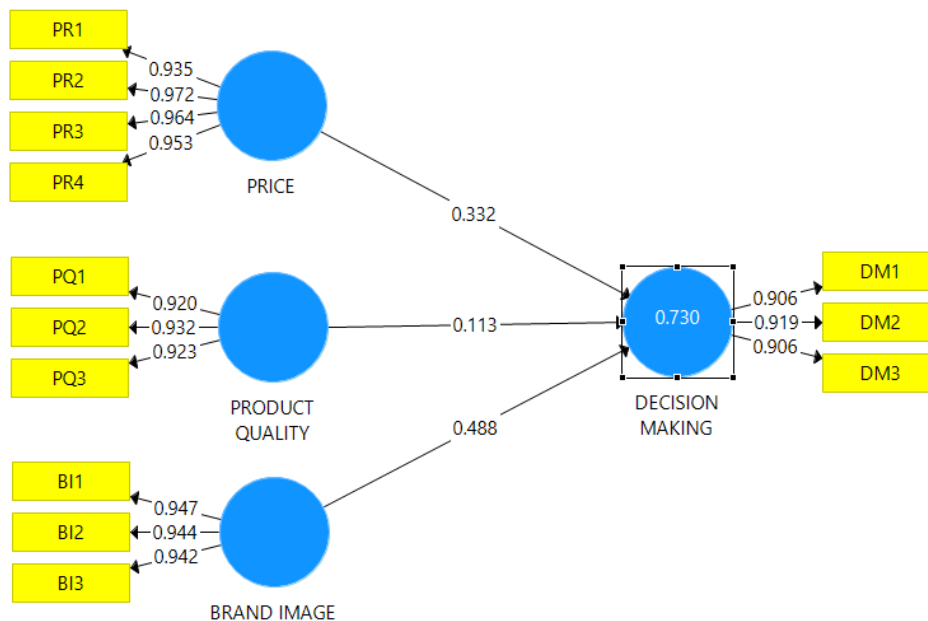 PR1
0.935
PR2
0.972
PR3
0.964
0.953
PR4
PRICE
0.332
PQ1
0.920
PQ2
0.932
0.923
PQ3
PRODUCT
QUALITY
0.113
0.730
DECISION
MAKING
0.906
DM1
0.919
DM2
0.906
DM3
0.488
BI1
0.947
BI2
0.944
0.942
BI3
BRAND IMAGE